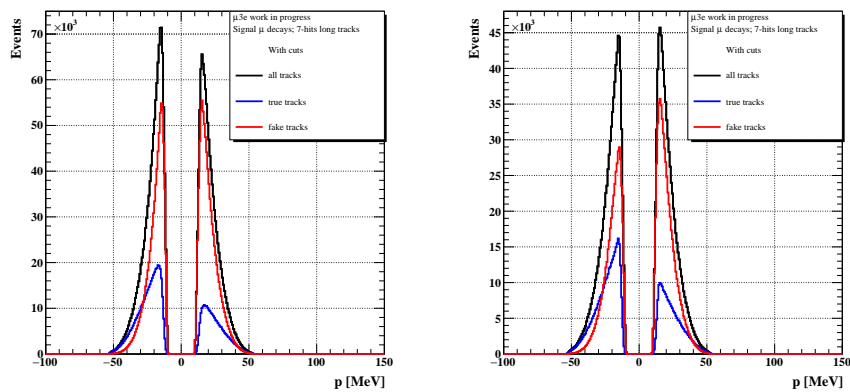 Events
×10³
70
60
50
40
30
20
10
0
−100 −50 0 50 100 150
p [MeV]
μ3e work in progress
Signal μ decays; 7-hits long tracks
With cuts
all tracks
true tracks
fake tracks
Events
×10³
45
40
35
30
25
20
15
10
5
0
−100 −50 0 50 100 150
p [MeV]
μ3e work in progress
Signal μ decays; 7-hits long tracks
With cuts
all tracks
true tracks
fake tracks